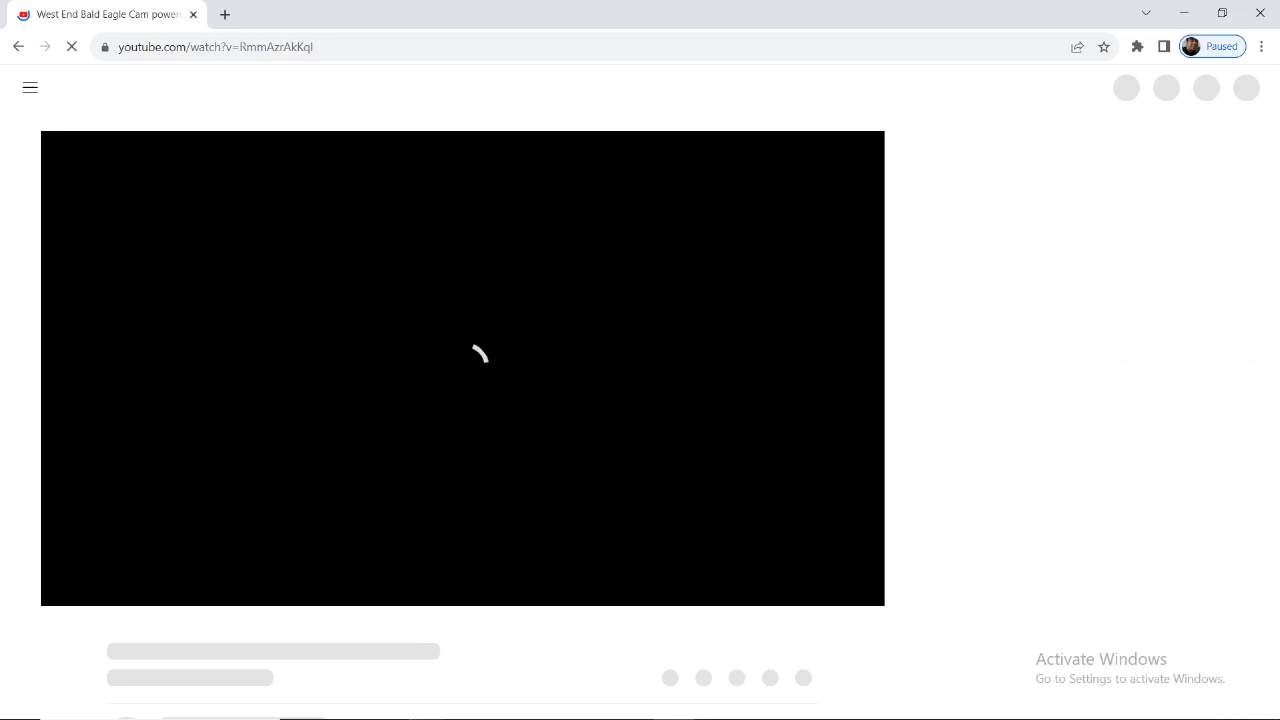 West End Bald Eagle Cam power
youtube.com/watch?v=RmmAzrAkKqI
Paused
Activate Windows
Go to Settings to activate Windows.